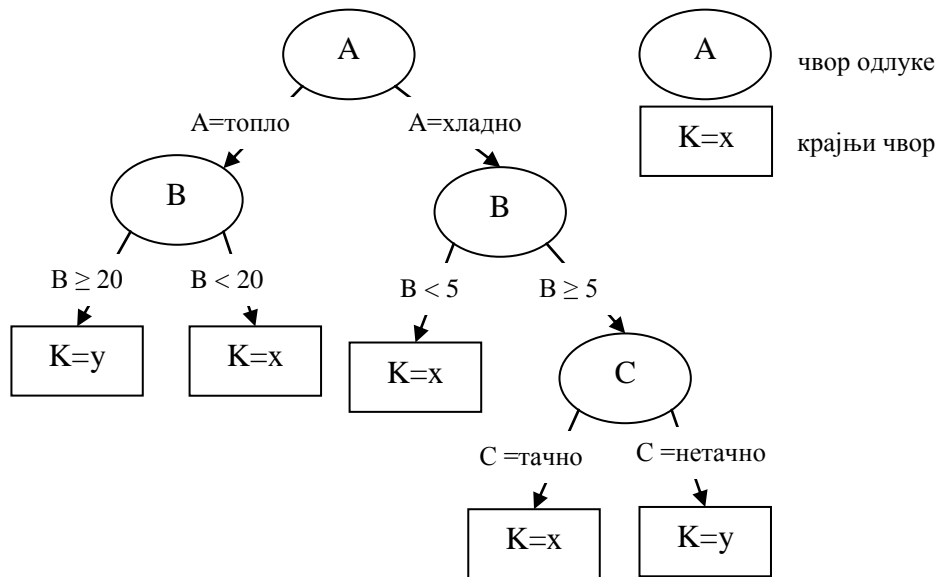 A
A
чвор одлуке
A=топло
A=хладно
K=x
крајњи чвор
B
B
B ≥ 20
B < 20
B < 5
B ≥ 5
K=y
K=x
K=x
C
C =тачно
C =нетачно
K=x
K=y